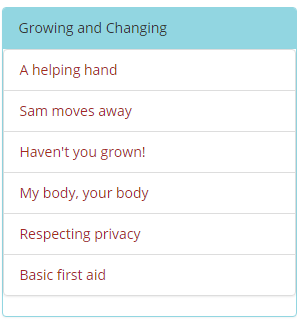 Growing and Changing
A helping hand
Sam moves away
Haven't you grown!
My body, your body
Respecting privacy
Basic first aid